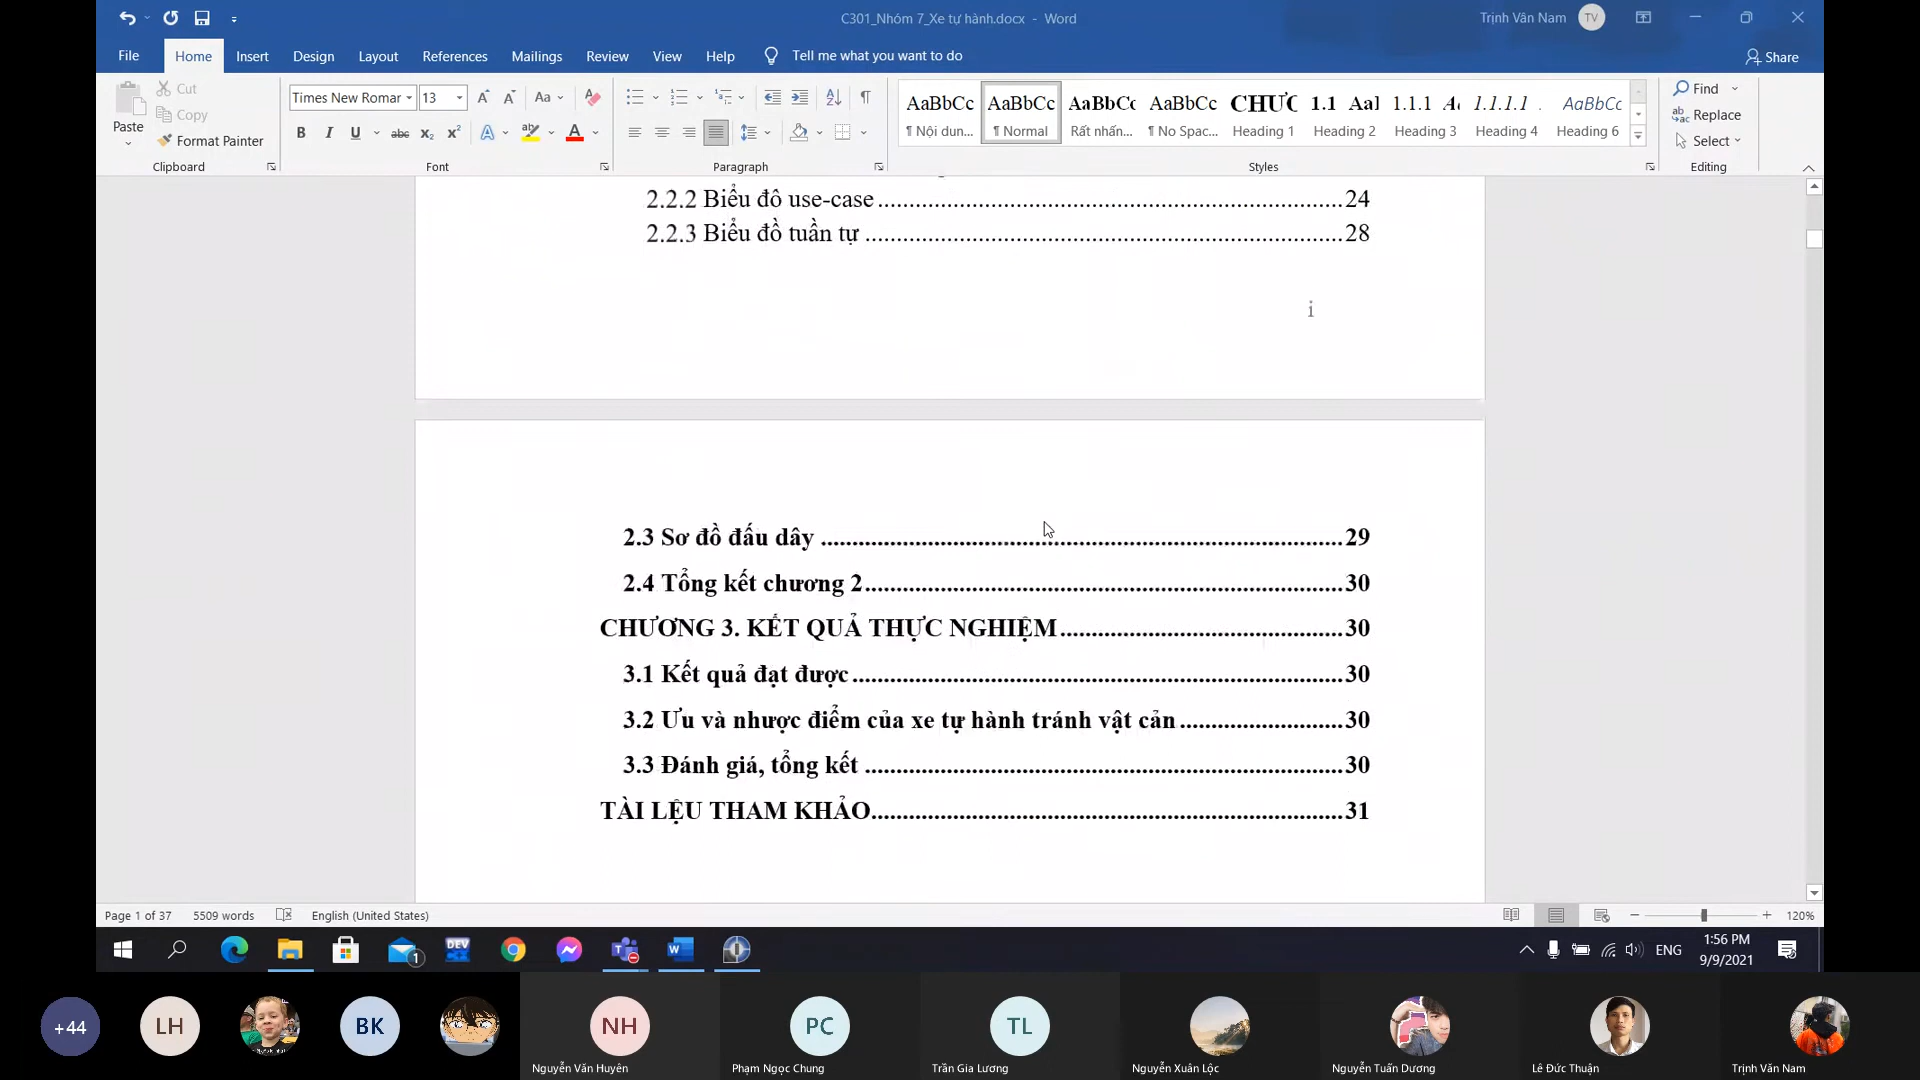 C301_Nhóm 7_Xe tự hành.docx - Word
Trịnh Văn Nam
TV
File Home Insert Design Layout References Mailings Review View Help Tell me what you want to do
Share
Paste
Cut
Copy
Format Painter
Clipboard
Times New Romar 13
Aa
B I U abc x₂ x² A A
Font
Paragraph
AaBbCc AaBbCc AaBbCc AaBbCc CHƯƠ 1.1 AaI 1.1.1 1.1.1.1 AaBbCc
¶ Nội dun... ¶ Normal Rất nhấn... ¶ No Spac... Heading 1 Heading 2 Heading 3 Heading 4 Heading 6
Styles
Find
Replace
Select
Editing
2.2.2 Biểu đồ use-case 24
2.2.3 Biểu đồ tuần tự 28
i
2.3 Sơ đồ đấu dây 29
2.4 Tổng kết chương 2 30
CHƯƠNG 3. KẾT QUẢ THỰC NGHIỆM 30
3.1 Kết quả đạt được 30
3.2 Ưu và nhược điểm của xe tự hành tránh vật cản 30
3.3 Đánh giá, tổng kết 30
TÀI LỆU THAM KHẢO 31
Page 1 of 37 5509 words English (United States)
120%
DEV
1
ENG
1:56 PM
9/9/2021
+44
LH
BK
NH
PC
TL
Nguyễn Văn Huyên
Phạm Ngọc Chung
Trần Gia Lương
Nguyễn Xuân Lộc
Nguyễn Tuấn Dương
Lê Đức Thuận
Trịnh Văn Nam